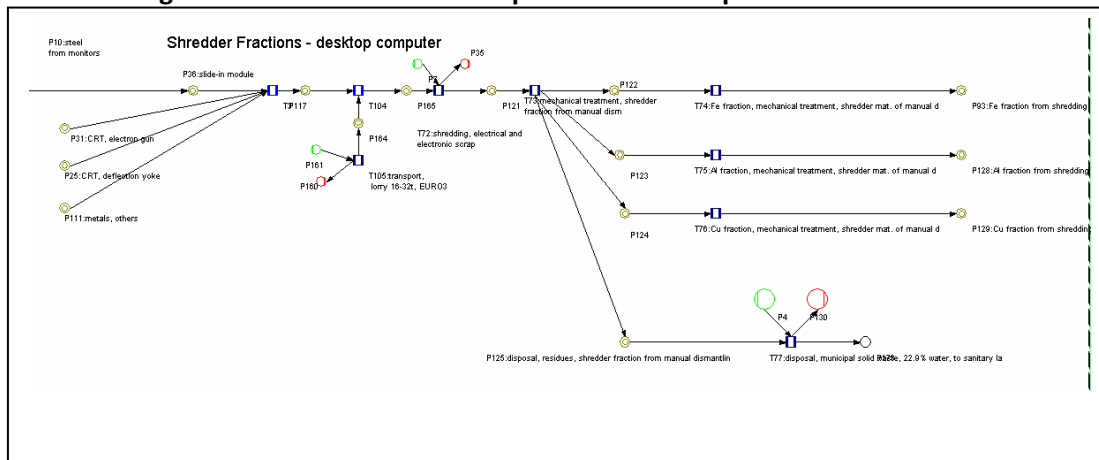 P10:steel
from monitors
Shredder Fractions - desktop computer
P35
P36:slide-in module
P117
T104
P165
P121
P122
T73:mechanical treatment, shredder
fraction from manual dism
T74:Fe fraction, mechanical treatment, shredder mat. of manual d
P93:Fe fraction from shredding
P31:CRT, electron gun
P164
T72:shredding, electrical and
electronic scrap
P161
P25:CRT, deflection yoke
P160
T105:transport,
lorry 16-32t, EURO3
P123
T75:Al fraction, mechanical treatment, shredder mat. of manual d
P128:Al fraction from shredding
P111:metals, others
P124
T76:Cu fraction, mechanical treatment, shredder mat. of manual d
P129:Cu fraction from shredding
P4
P130
P125:disposal, residues, shredder fraction from manual dismantlin
T77:disposal, municipal solid waste, 22.9% water, to sanitary la